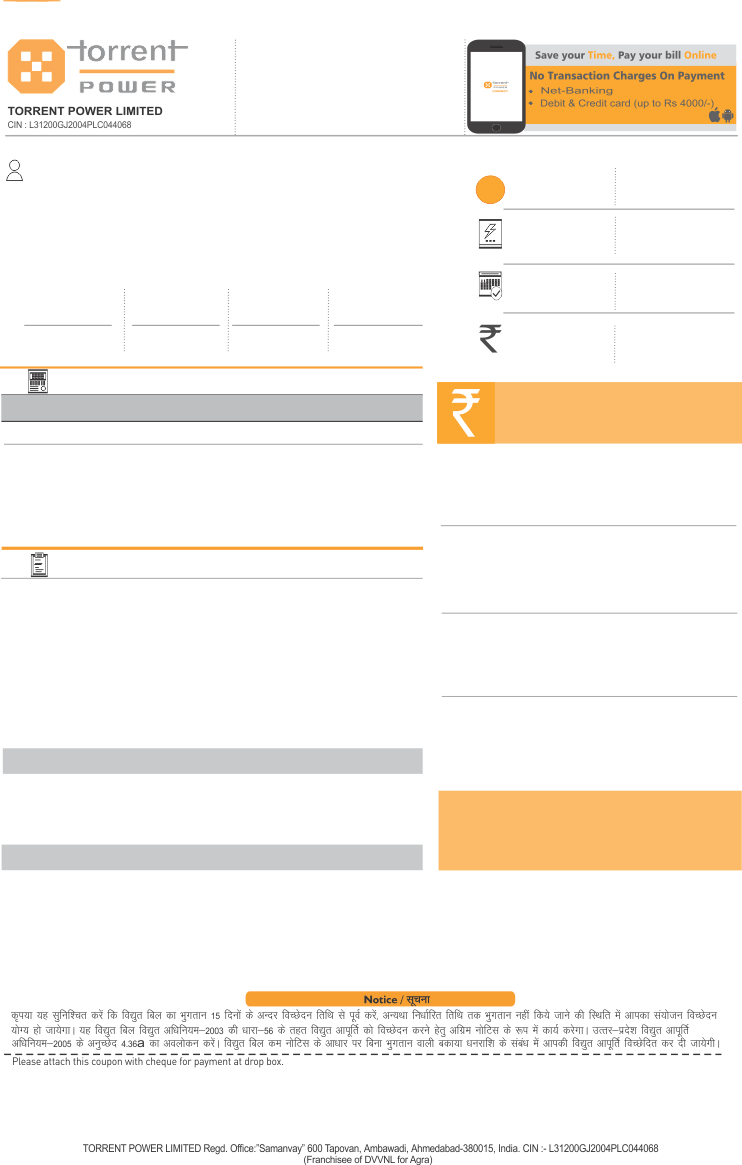 torrent
POWER
TORRENT POWER LIMITED
CIN : L31200GJ2004PLC044068
Save your Time, Pay your bill Online
No Transaction Charges On Payment
• Net-Banking
• Debit & Credit card (up to Rs 4000/-)
Notice / सूचना
कृपया यह सुनिश्चित करें कि विद्युत बिल का भुगतान 15 दिनों के अन्दर विच्छेदन तिथि से पूर्व करें, अन्यथा निर्धारित तिथि तक भुगतान नहीं किये जाने की स्थिति में आपका संयोजन विच्छेदन
योग्य हो जायेगा। यह विद्युत बिल विद्युत अधिनियम–2003 की धारा–56 के तहत विद्युत आपूर्ति को विच्छेदन करने हेतु अग्रिम नोटिस के रूप में कार्य करेगा। उत्तर–प्रदेश विद्युत आपूर्ति
अधिनियम–2005 के अनुच्छेद 4.36a का अवलोकन करें। विद्युत बिल कम नोटिस के आधार पर बिना भुगतान वाली बकाया धनराशि के संबंध में आपकी विद्युत आपूर्ति विच्छेदित कर दी जायेगी।
Please attach this coupon with cheque for payment at drop box.
TORRENT POWER LIMITED Regd. Office:"Samanvay" 600 Tapovan, Ambawadi, Ahmedabad-380015, India. CIN :- L31200GJ2004PLC044068
(Franchisee of DVVNL for Agra)